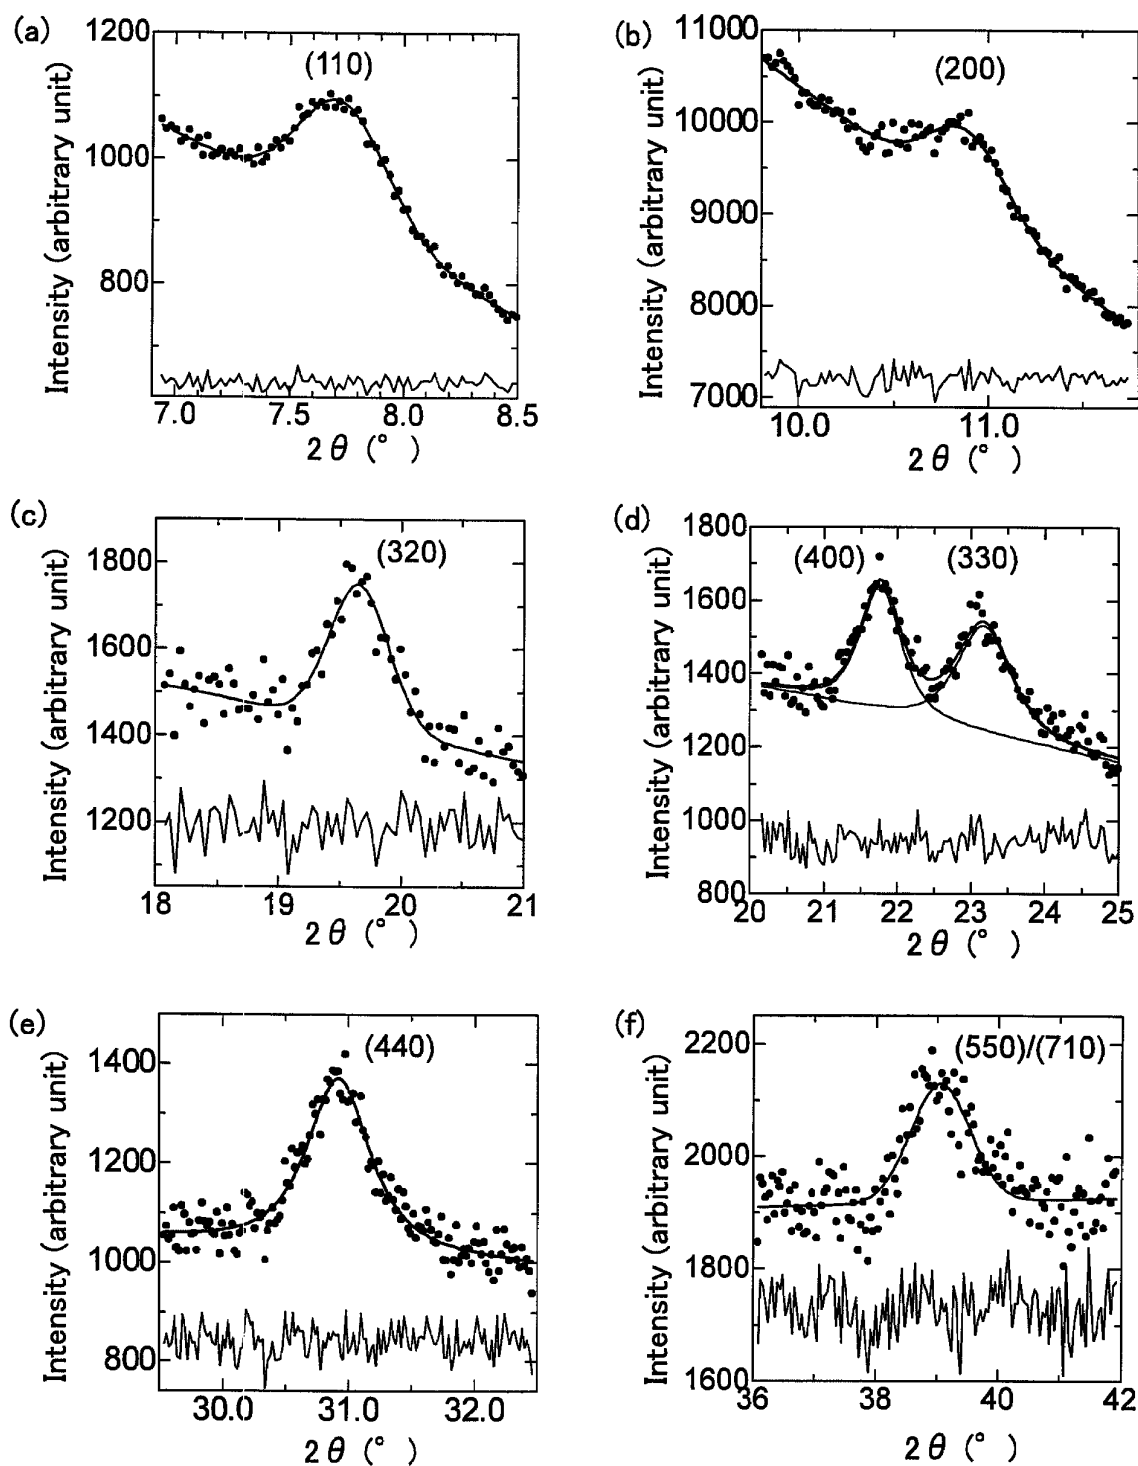 (a)
1200
1000
800
Intensity (arbitrary unit)
(110)
7.0 7.5 8.0 8.5
2θ (°)
(b)
11000
10000
9000
8000
7000
Intensity (arbitrary unit)
(200)
10.0 11.0
2θ (°)
(c)
1800
1600
1400
1200
Intensity (arbitrary unit)
(320)
18 19 20 21
2θ (°)
(d)
1800
1600
1400
1200
1000
800
Intensity (arbitrary unit)
(400) (330)
20 21 22 23 24 25
2θ (°)
(e)
1400
1200
1000
800
Intensity (arbitrary unit)
(440)
30.0 31.0 32.0
2θ (°)
(f)
2200
2000
1800
1600
Intensity (arbitrary unit)
(550)/(710)
36 38 40 42
2θ (°)